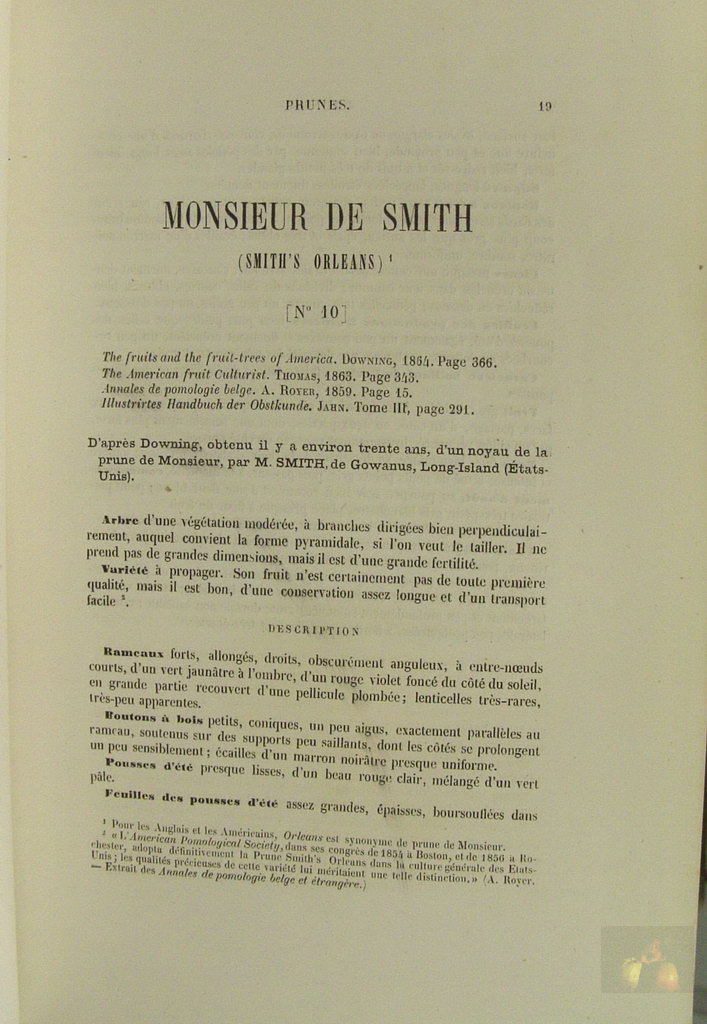 PRUNES. 19
MONSIEUR DE SMITH
(SMITH'S ORLEANS) ¹
[N° 10]
The fruits and the fruit-trees of America. DOWNING, 1864. Page 366.
The American fruit Culturist. THOMAS, 1863. Page 343.
Annales de pomologie belge. A. ROYER, 1859. Page 15.
Illustrirtes Handbuch der Obstkunde. JAHN. Tome III, page 291.
D'après Downing, obtenu il y a environ trente ans, d'un noyau de la
prune de Monsieur, par M. SMITH, de Gowanus, Long-Island (États-
Unis).
Arbre d'une végétation modérée, à branches dirigées bien perpendiculai-
rement, auquel convient la forme pyramidale, si l'on veut le tailler. Il ne
prend pas de grandes dimensions, mais il est d'une grande fertilité.
Variété à propager. Son fruit n'est certainement pas de toute première
qualité, mais il est bon, d'une conservation assez longue et d'un transport
facile ².
DESCRIPTION
Rameaux forts, allongés, droits, obscurément anguleux, à entre-nœuds
courts, d'un vert jaunâtre à l'ombre, d'un rouge violet foncé du côté du soleil,
en grande partie recouvert d'une pellicule plombée; lenticelles très-rares,
très-peu apparentes.
Boutons à bois petits, coniques, un peu aigus, exactement parallèles au
rameau, soutenus sur des supports peu saillants, dont les côtés se prolongent
un peu sensiblement; écailles d'un marron noirâtre presque uniforme.
Pousses d'été presque lisses, d'un beau rouge clair, mélangé d'un vert
pâle.
Feuilles des pousses d'été assez grandes, épaisses, boursouflées dans
¹ Pour les Anglais et les Américains, Orleans est synonyme de prune de Monsieur.
² « L'American Pomological Society, dans ses congrès de 1854 à Boston, et de 1856 à Ro-
chester, adopta définitivement la Prune Smith's Orleans dans la culture générale des États-
Unis; les qualités précieuses de cette variété lui méritaient une telle distinction. » (A. Royer.
— Extrait des Annales de pomologie belge et étrangère.)